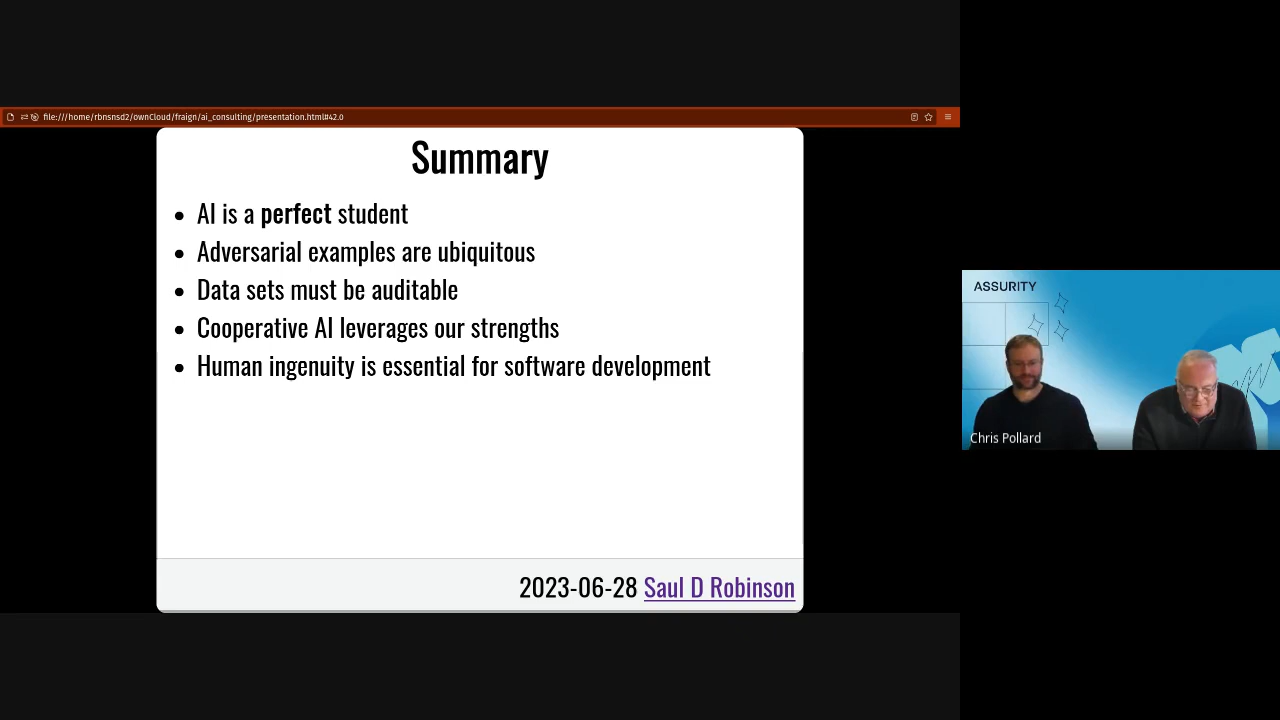 file:///home/rbnsnsd2/ownCloud/fraign/ai_consulting/presentation.html#42.0
Summary
AI is a perfect student
Adversarial examples are ubiquitous
Data sets must be auditable
Cooperative AI leverages our strengths
Human ingenuity is essential for software development
2023-06-28 Saul D Robinson
ASSURITY
Chris Pollard